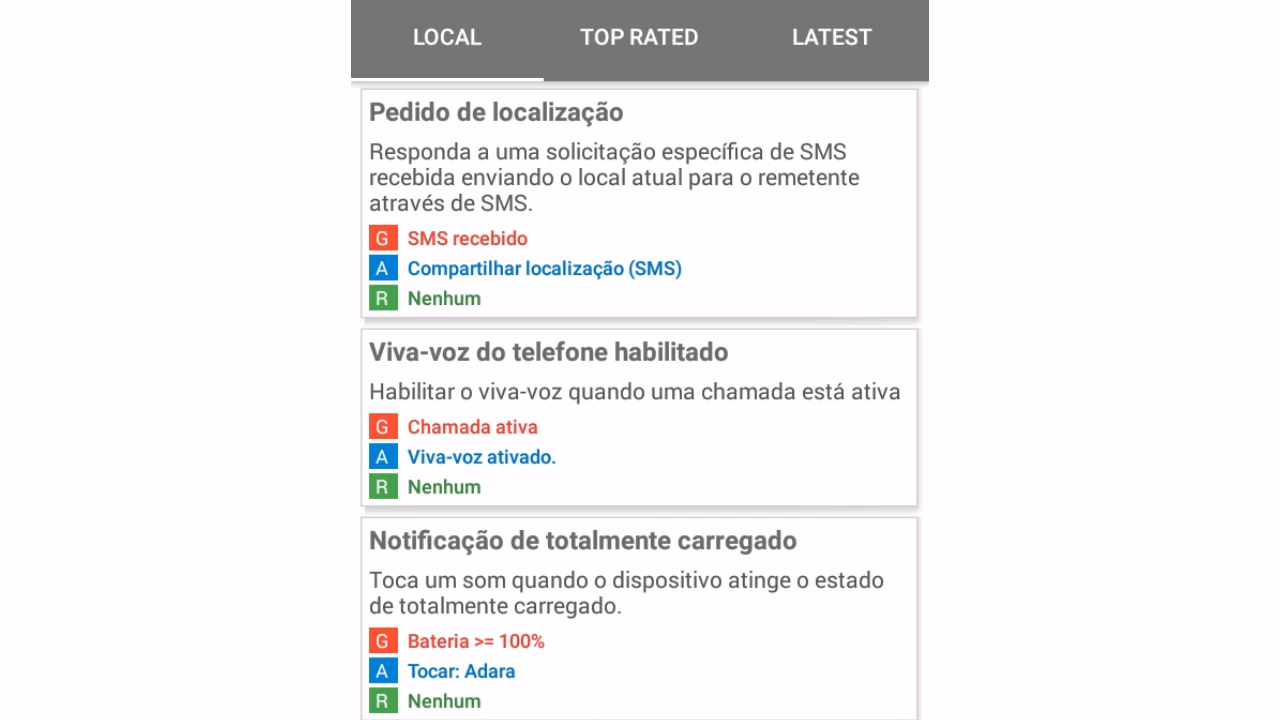 LOCAL TOP RATED LATEST
Pedido de localização
Responda a uma solicitação específica de SMS
recebida enviando o local atual para o remetente
através de SMS.
G SMS recebido
A Compartilhar localização (SMS)
R Nenhum
Viva-voz do telefone habilitado
Habilitar o viva-voz quando uma chamada está ativa
G Chamada ativa
A Viva-voz ativado.
R Nenhum
Notificação de totalmente carregado
Toca um som quando o dispositivo atinge o estado
de totalmente carregado.
G Bateria >= 100%
A Tocar: Adara
R Nenhum